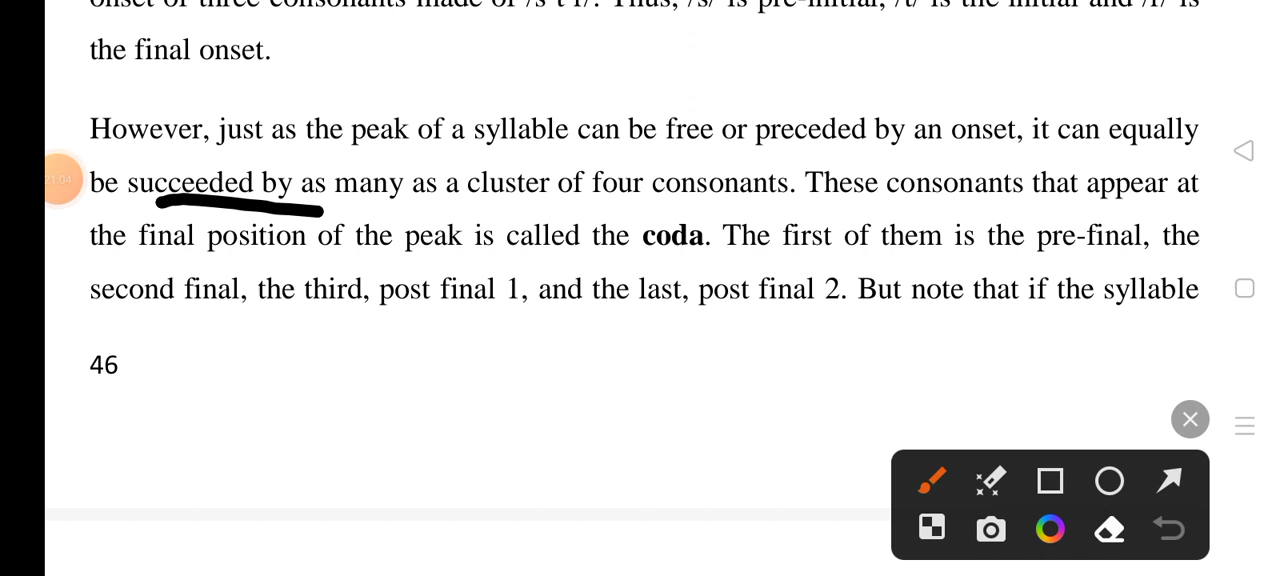 the final onset.
However, just as the peak of a syllable can be free or preceded by an onset, it can equally
be succeeded by as many as a cluster of four consonants. These consonants that appear at
21:04
the final position of the peak is called the coda. The first of them is the pre-final, the
second final, the third, post final 1, and the last, post final 2. But note that if the syllable
46